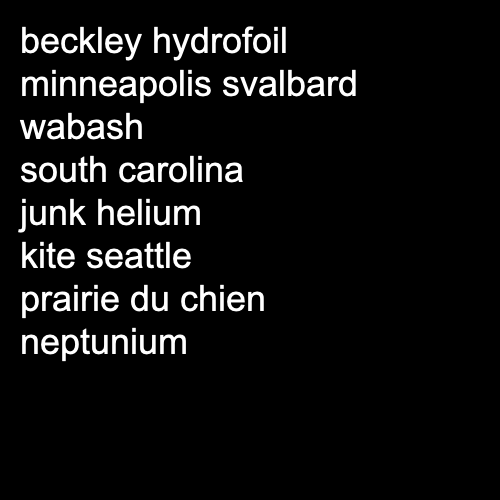 beckley hydrofoil
minneapolis svalbard
wabash
south carolina
junk helium
kite seattle
prairie du chien
neptunium